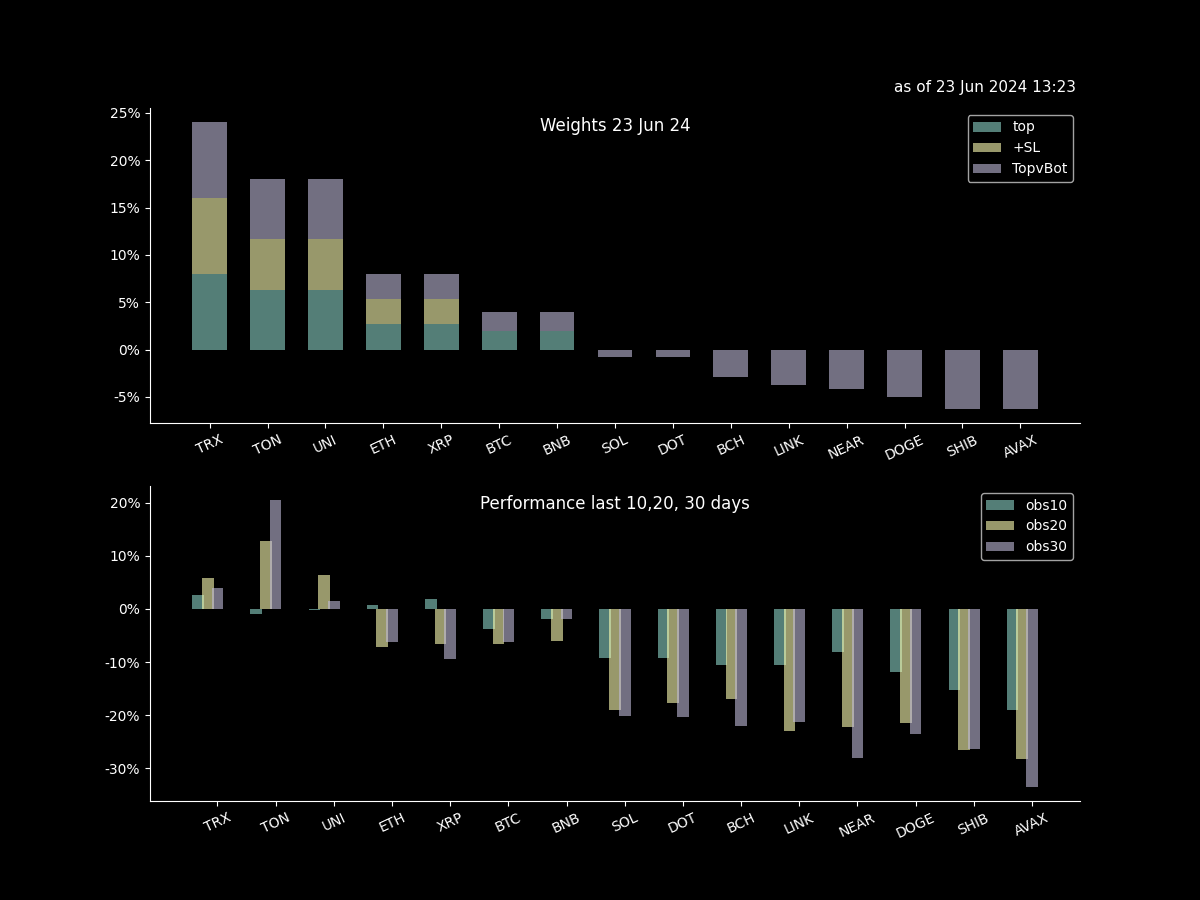 as of 23 Jun 2024 13:23
Weights 23 Jun 24
top
+SL
TopvBot
25%
20%
15%
10%
5%
0%
-5%
TRX TON UNI ETH XRP BTC BNB SOL DOT BCH LINK NEAR DOGE SHIB AVAX
Performance last 10,20, 30 days
obs10
obs20
obs30
20%
10%
0%
-10%
-20%
-30%
TRX TON UNI ETH XRP BTC BNB SOL DOT BCH LINK NEAR DOGE SHIB AVAX